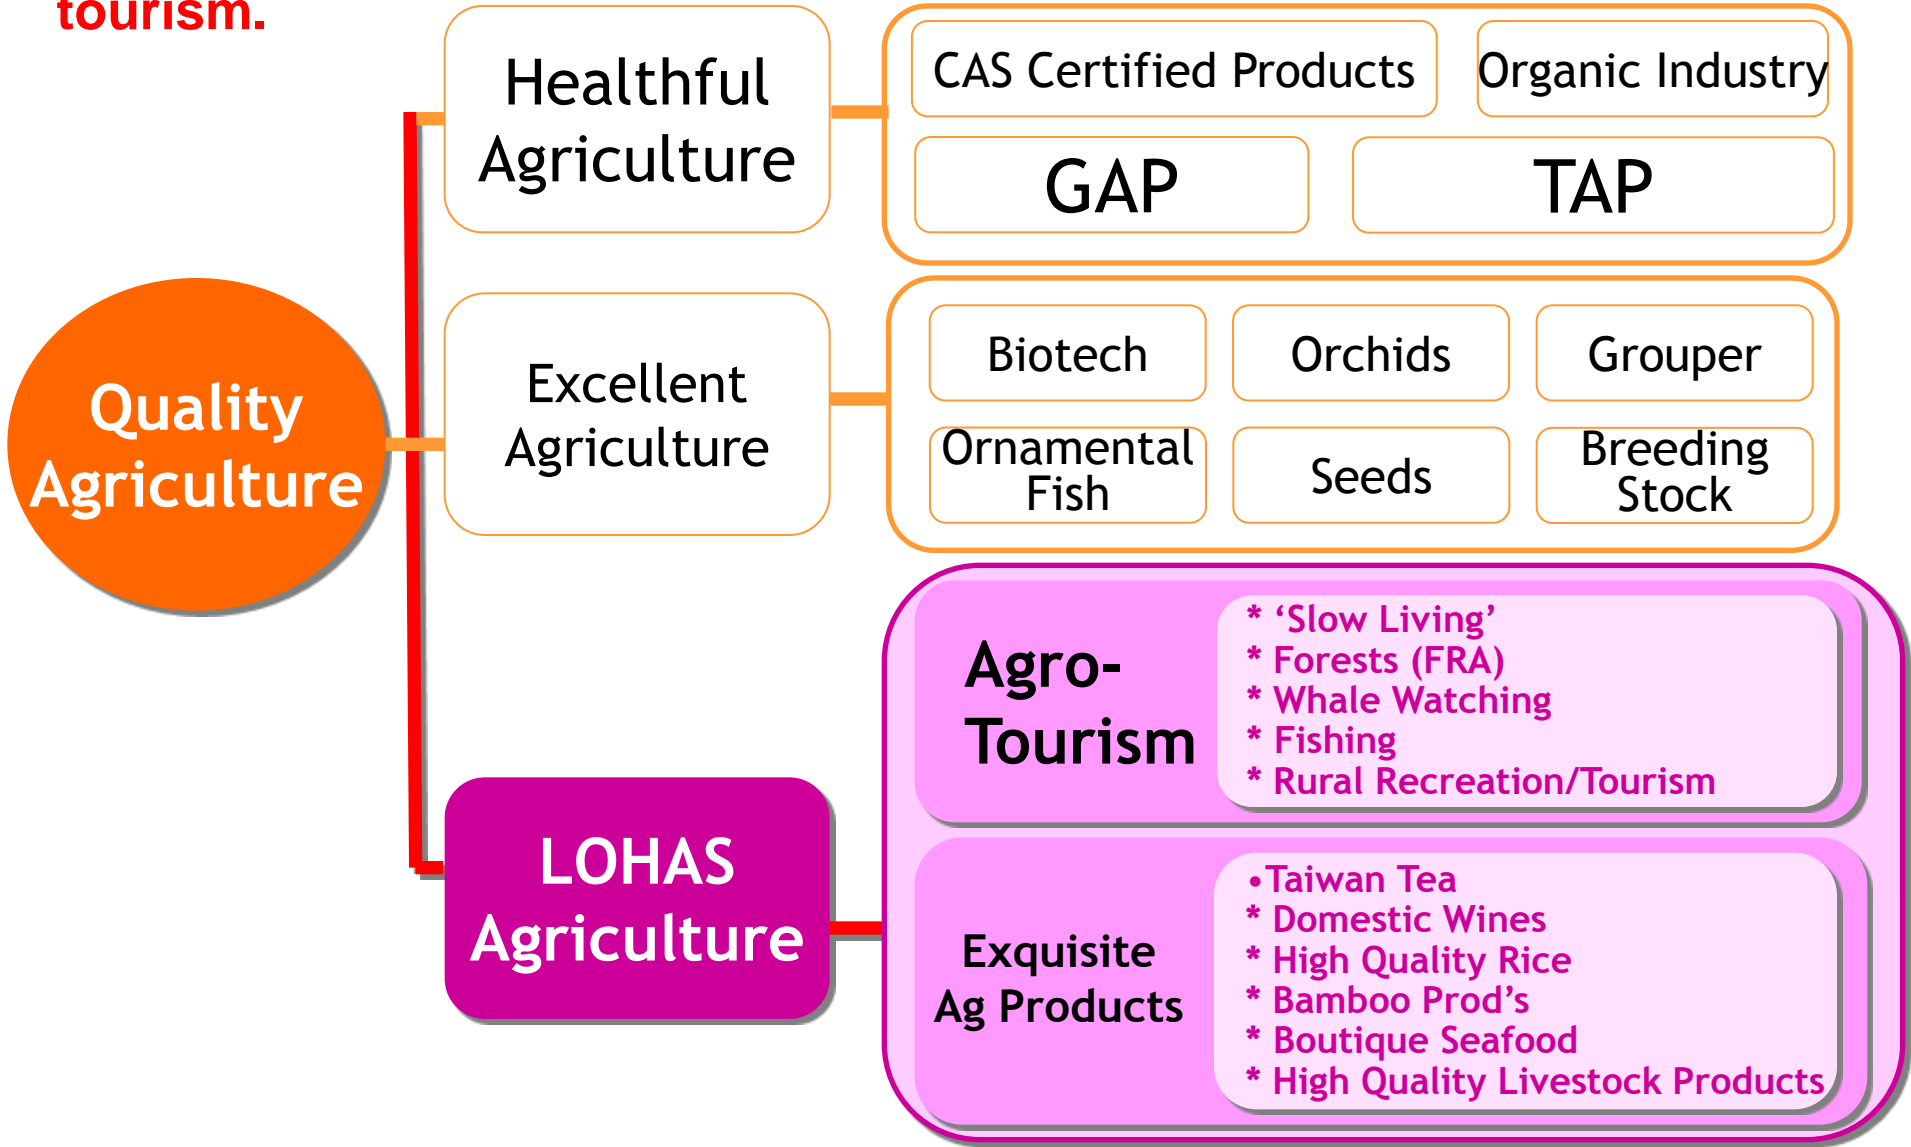 tourism.
Quality
Agriculture
Healthful
Agriculture
CAS Certified Products
Organic Industry
GAP
TAP
Excellent
Agriculture
Biotech
Orchids
Grouper
Ornamental
Fish
Seeds
Breeding
Stock
LOHAS
Agriculture
Agro-
Tourism
* ‘Slow Living’
* Forests (FRA)
* Whale Watching
* Fishing
* Rural Recreation/Tourism
Exquisite
Ag Products
•Taiwan Tea
* Domestic Wines
* High Quality Rice
* Bamboo Prod’s
* Boutique Seafood
* High Quality Livestock Products